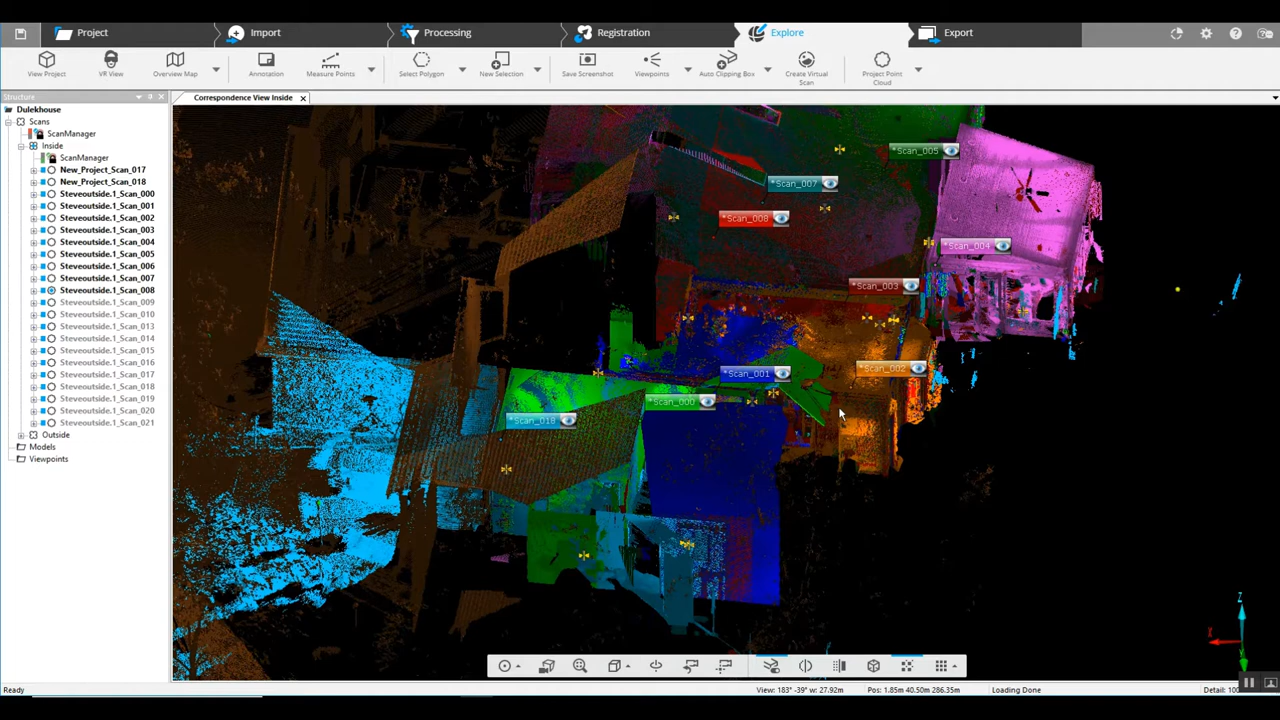 Project
Import
Processing
Registration
Explore
Export
View Project
VR View
Overview Map
Annotation
Measure Points
Select Polygon
New Selection
Save Screenshot
Viewpoints
Auto Clipping Box
Create Virtual
Scan
Project Point
Cloud
Structure
Correspondence View Inside
Dulekhouse
Scans
ScanManager
Inside
ScanManager
New_Project_Scan_017
New_Project_Scan_018
Steveoutside.1_Scan_000
Steveoutside.1_Scan_001
Steveoutside.1_Scan_002
Steveoutside.1_Scan_003
Steveoutside.1_Scan_004
Steveoutside.1_Scan_005
Steveoutside.1_Scan_006
Steveoutside.1_Scan_007
Steveoutside.1_Scan_008
Steveoutside.1_Scan_009
Steveoutside.1_Scan_010
Steveoutside.1_Scan_013
Steveoutside.1_Scan_014
Steveoutside.1_Scan_015
Steveoutside.1_Scan_016
Steveoutside.1_Scan_017
Steveoutside.1_Scan_018
Steveoutside.1_Scan_019
Steveoutside.1_Scan_020
Steveoutside.1_Scan_021
Outside
Models
Viewpoints
*Scan_005
*Scan_007
*Scan_008
*Scan_004
*Scan_003
*Scan_002
*Scan_001
*Scan_000
*Scan_018
Z
X
Y
Ready
View: 183° -39° w: 27.92m
Pos: 1.85m 40.50m 286.35m
Loading Done
Detail: 100